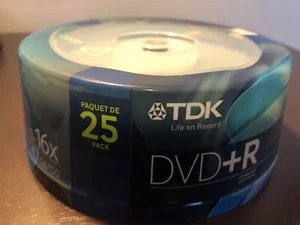 PAQUET DE
25
PACK
TDK
Life on Record
16x
DVD+R